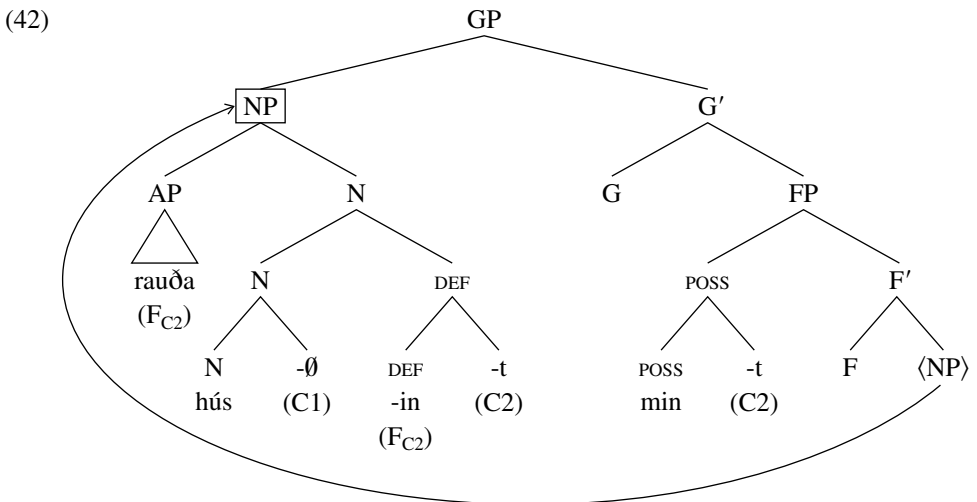 (42) GP
NP G′
AP N G FP
rauða N DEF POSS F′
(F_C2)
N -∅ DEF -t POSS -t F ⟨NP⟩
hús (C1) -in (C2) min (C2)
(F_C2)